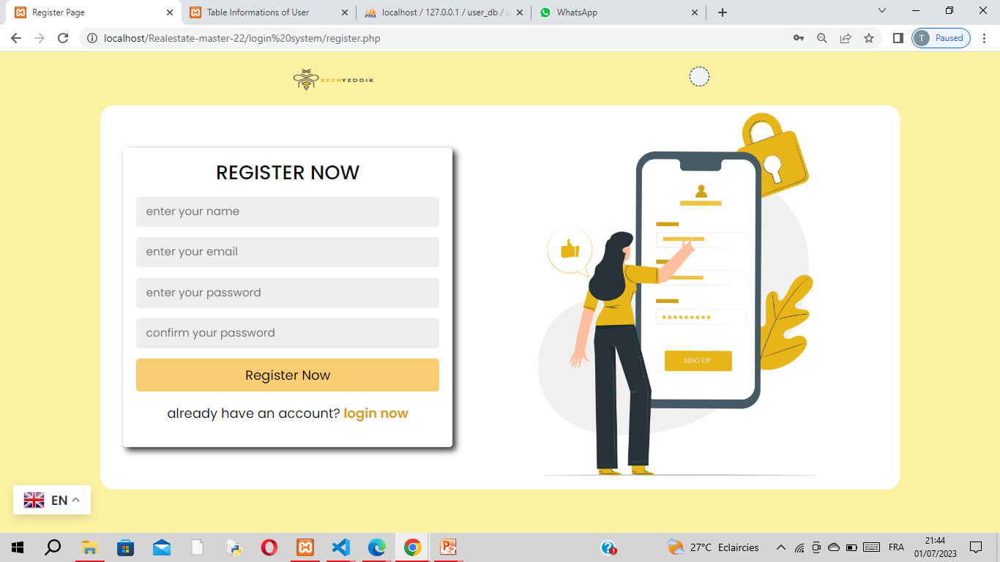 Register Page
Table Informations of User
localhost / 127.0.0.1 / user_db / u
WhatsApp
localhost/Realestate-master-22/login%20system/register.php
T Paused
BEENYEDDIK
REGISTER NOW
enter your name
enter your email
enter your password
confirm your password
Register Now
already have an account? login now
SING UP
EN
27°C Eclaircies
FRA
21:44
01/07/2023